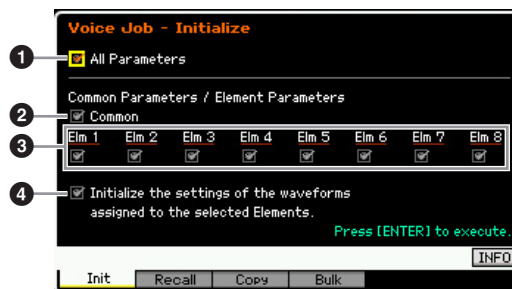 Voice Job - Initialize
1 All Parameters
Common Parameters / Element Parameters
2 Common
3 Elm 1 Elm 2 Elm 3 Elm 4 Elm 5 Elm 6 Elm 7 Elm 8
4 Initialize the settings of the waveforms
assigned to the selected Elements.
Press [ENTER] to execute.
INFO
Init Recall Copy Bulk